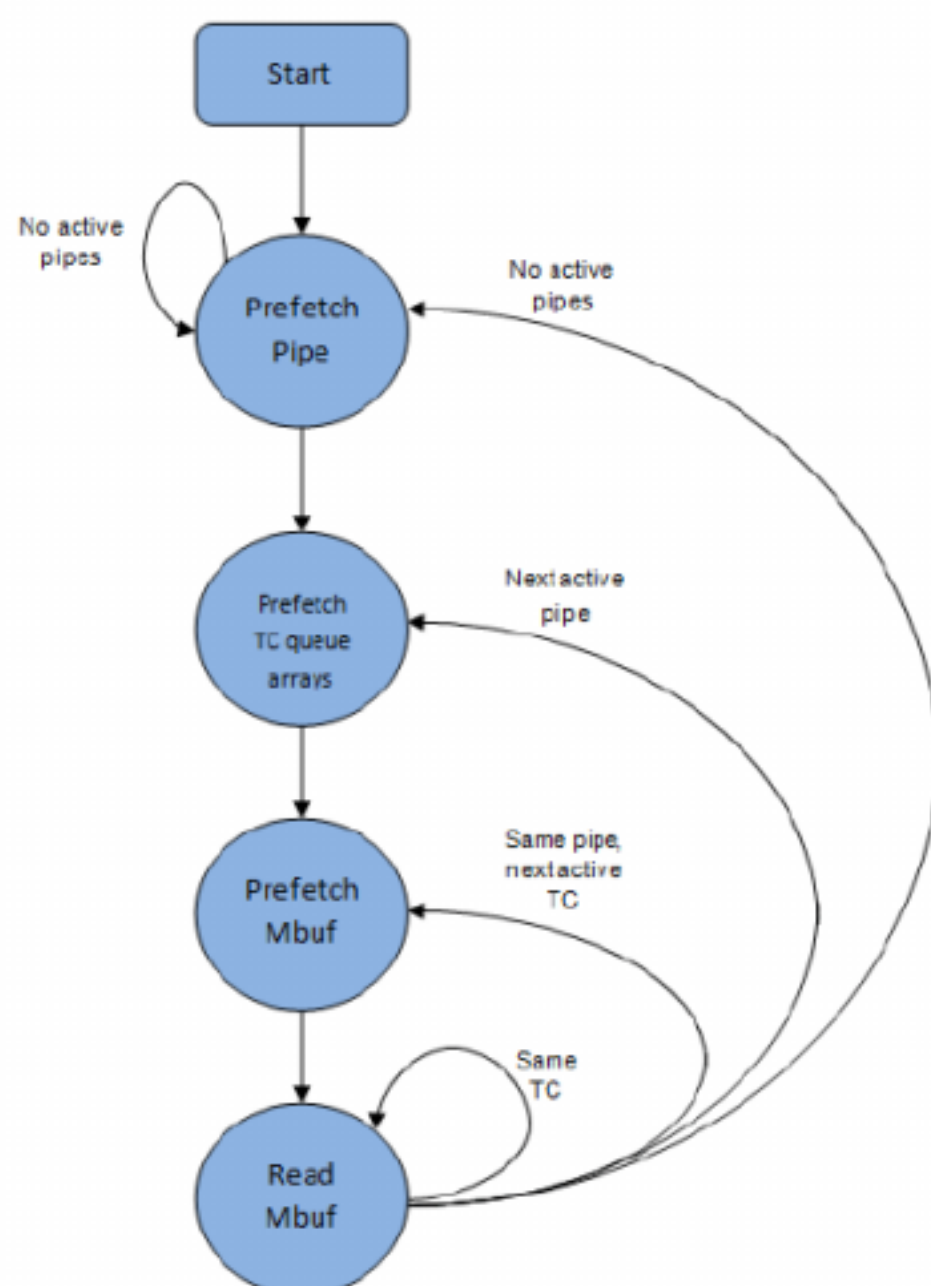 Start
No active
pipes
Prefetch
Pipe
No active
pipes
Prefetch
TC queue
arrays
Next active
pipe
Prefetch
Mbuf
Same pipe,
next active
TC
Same
TC
Read
Mbuf